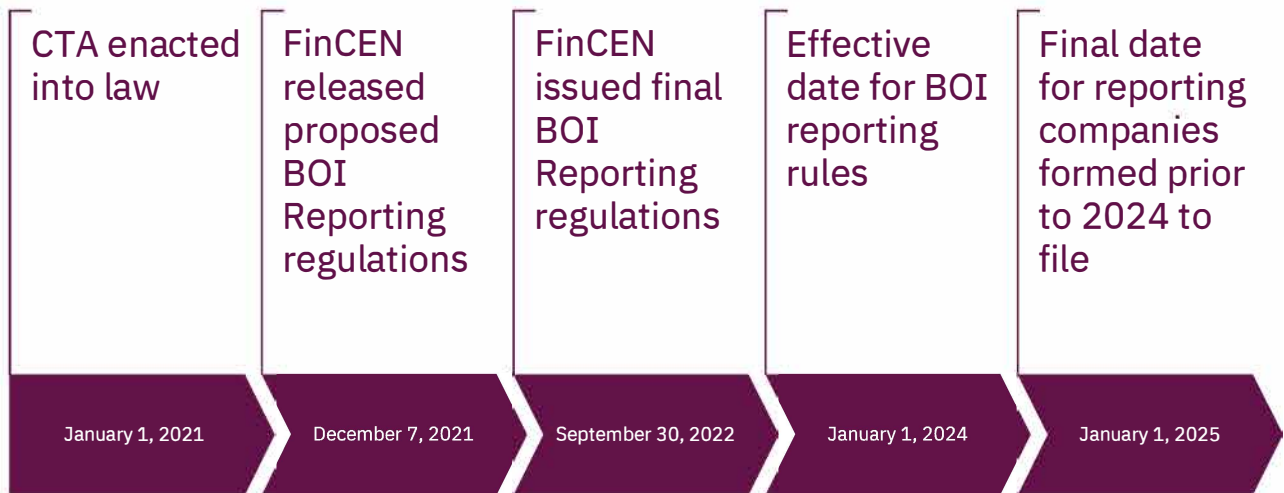 CTA enacted
into law
FinCEN
released
proposed
BOI
Reporting
regulations
FinCEN
issued final
BOI
Reporting
regulations
Effective
date for BOI
reporting
rules
Final date
for reporting
companies
formed prior
to 2024 to
file
January 1, 2021
December 7, 2021
September 30, 2022
January 1, 2024
January 1, 2025